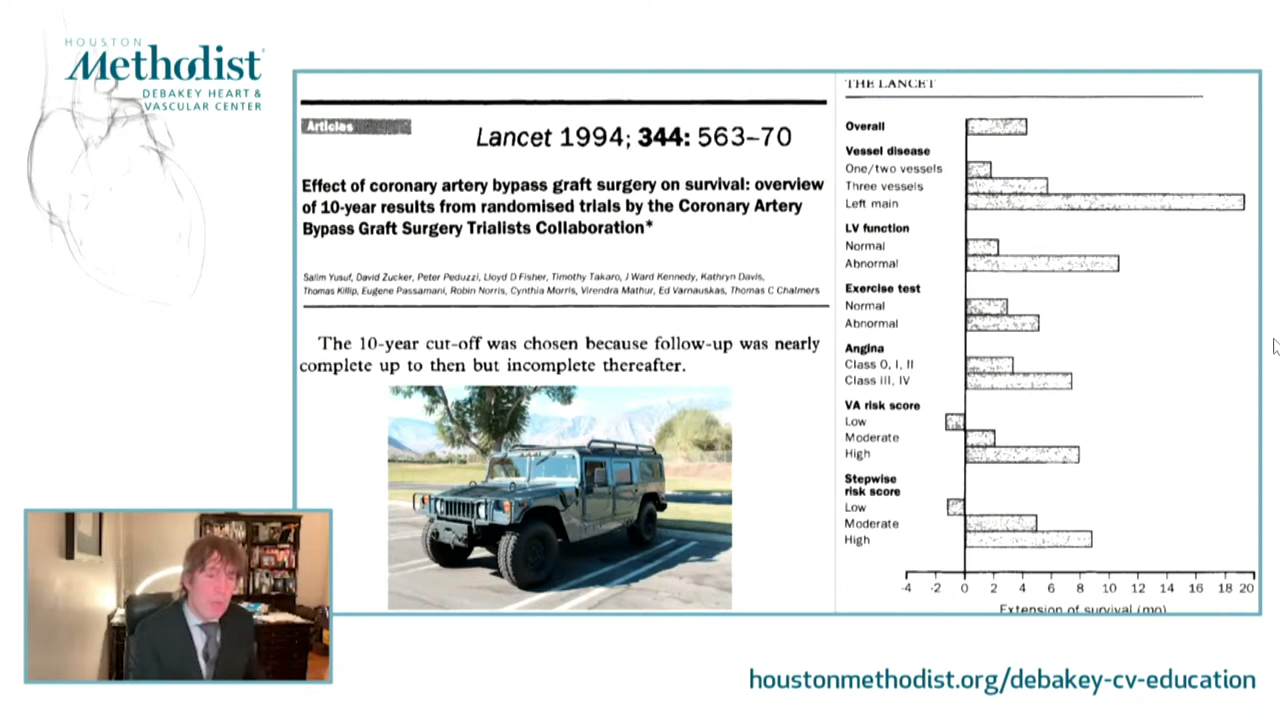 HOUSTON
Methodist
DEBAKEY HEART &
VASCULAR CENTER
Articles
Lancet 1994; 344: 563–70
Effect of coronary artery bypass graft surgery on survival: overview
of 10-year results from randomised trials by the Coronary Artery
Bypass Graft Surgery Trialists Collaboration*
Salim Yusuf, David Zucker, Peter Peduzzi, Lloyd D Fisher, Timothy Takaro, J Ward Kennedy, Kathryn Davis,
Thomas Killip, Eugene Passamani, Robin Norris, Cynthia Morris, Virendra Mathur, Ed Varnauskas, Thomas C Chalmers
The 10-year cut-off was chosen because follow-up was nearly
complete up to then but incomplete thereafter.
THE LANCET
Overall
Vessel disease
One/two vessels
Three vessels
Left main
LV function
Normal
Abnormal
Exercise test
Normal
Abnormal
Angina
Class 0, I, II
Class III, IV
VA risk score
Low
Moderate
High
Stepwise
risk score
Low
Moderate
High
-4 -2 0 2 4 6 8 10 12 14 16 18 20
Extension of survival (mo)
houstonmethodist.org/debakey-cv-education